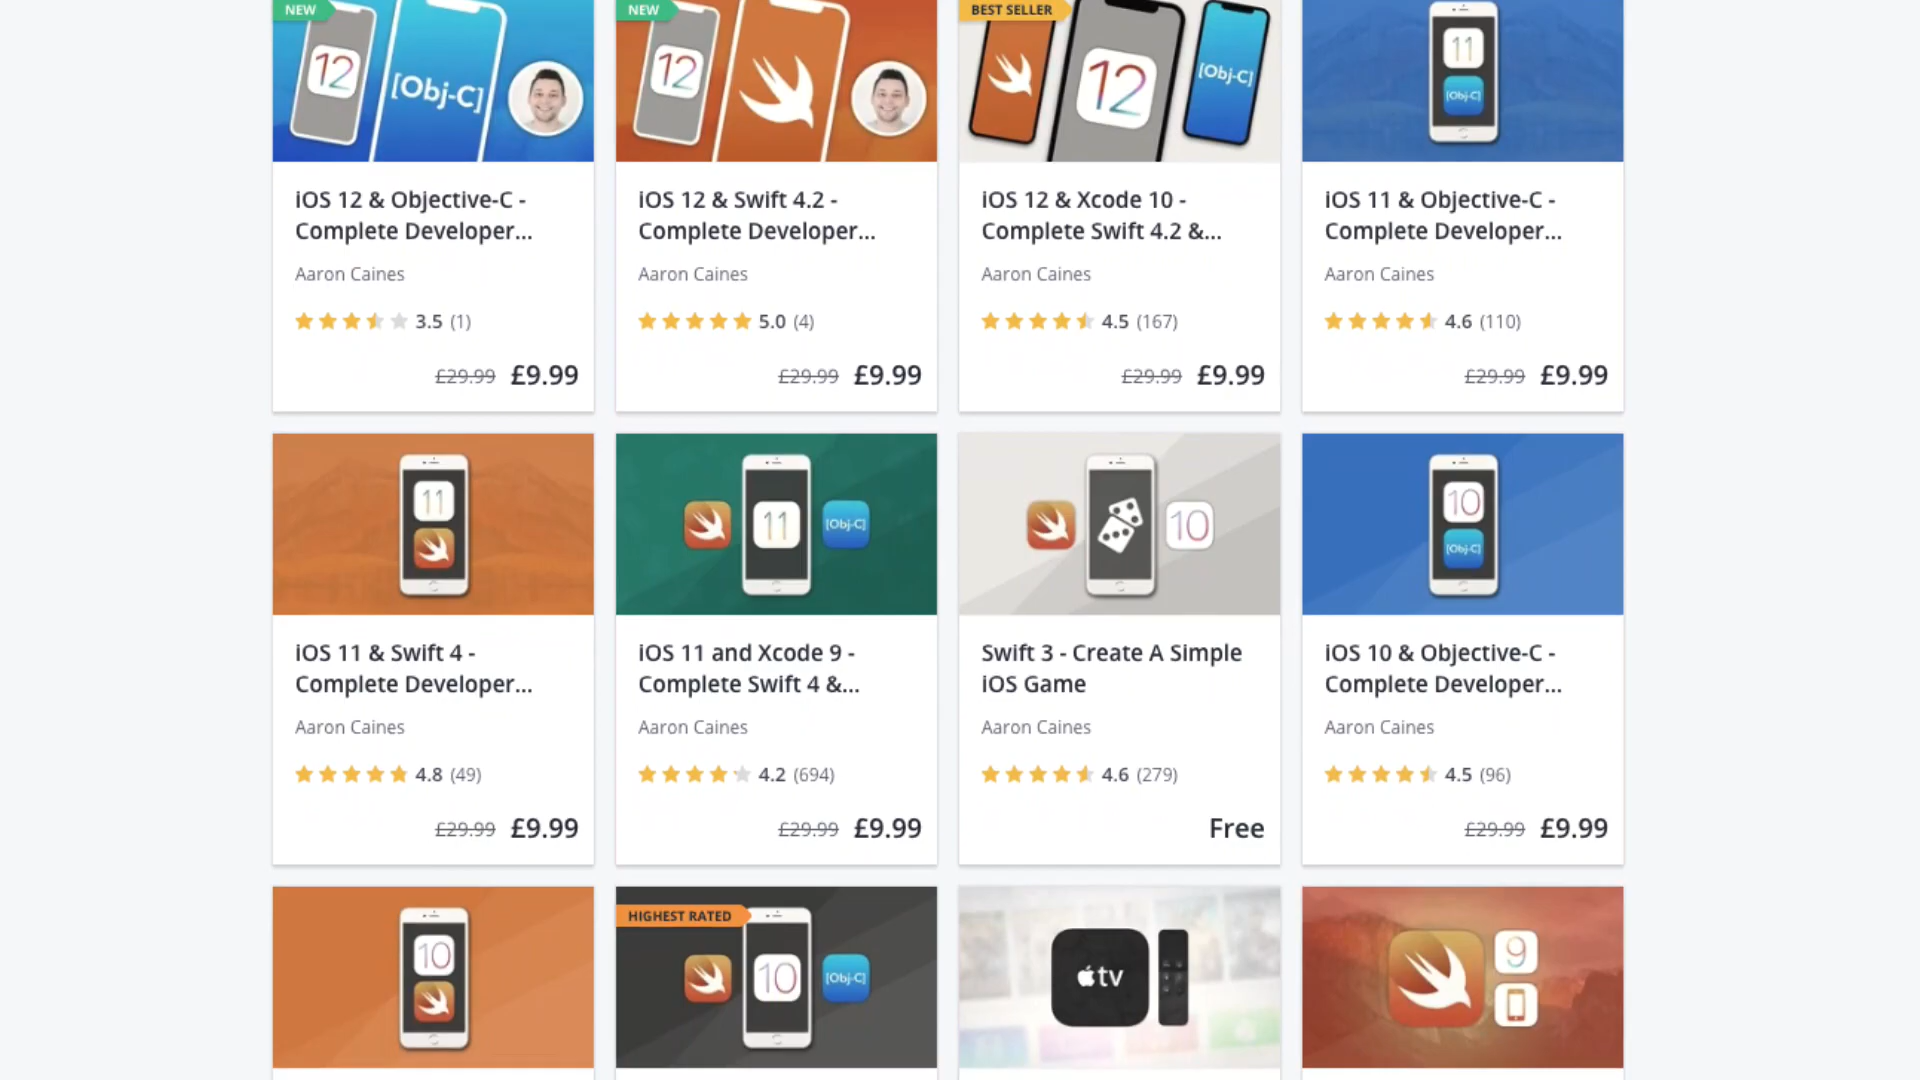 NEW
12
[Obj-C]
NEW
12
BEST SELLER
12
[Obj-C]
11
[Obj-C]
iOS 12 & Objective-C -
Complete Developer...
Aaron Caines
3.5 (1)
£29.99 £9.99
iOS 12 & Swift 4.2 -
Complete Developer...
Aaron Caines
5.0 (4)
£29.99 £9.99
iOS 12 & Xcode 10 -
Complete Swift 4.2 &...
Aaron Caines
4.5 (167)
£29.99 £9.99
iOS 11 & Objective-C -
Complete Developer...
Aaron Caines
4.6 (110)
£29.99 £9.99
11
11
[Obj-C]
10
10
[Obj-C]
iOS 11 & Swift 4 -
Complete Developer...
Aaron Caines
4.8 (49)
£29.99 £9.99
iOS 11 and Xcode 9 -
Complete Swift 4 &...
Aaron Caines
4.2 (694)
£29.99 £9.99
Swift 3 - Create A Simple
iOS Game
Aaron Caines
4.6 (279)
Free
iOS 10 & Objective-C -
Complete Developer...
Aaron Caines
4.5 (96)
£29.99 £9.99
10
HIGHEST RATED
10
[Obj-C]
tv
9